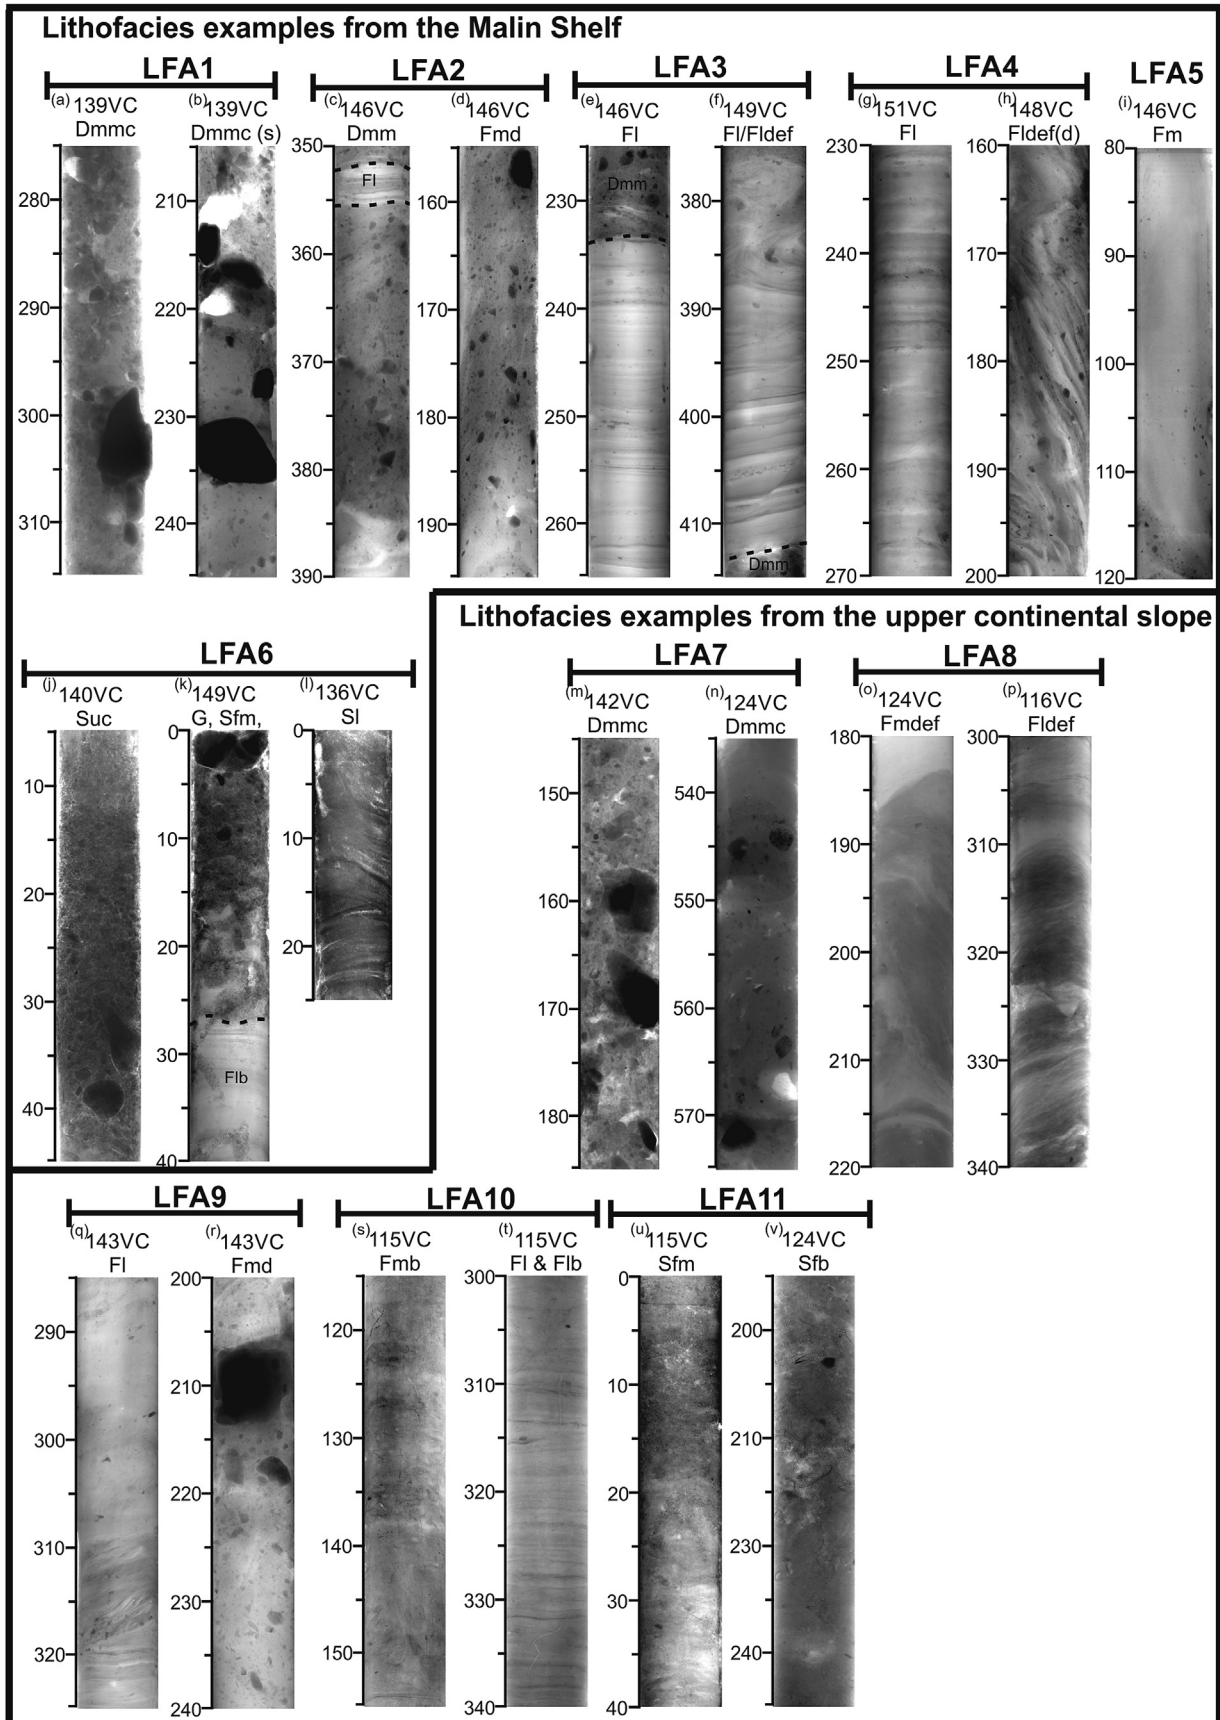 Lithofacies examples from the Malin Shelf
LFA1 LFA2 LFA3 LFA4 LFA5
(a) 139VC (b) 139VC (c) 146VC (d) 146VC (e) 146VC (f) 149VC (g) 151VC (h) 148VC (i) 146VC
Dmmc Dmmc (s) Dmm Fmd Fl Fl/Fldef Fl Fldef(d) Fm
280 290 300 310
210 220 230 240
350 360 370 380 390
Fl
160 170 180 190
230 240 250 260
Dmm
380 390 400 410
Dmm
230 240 250 260 270
160 170 180 190 200
80 90 100 110 120
LFA6
(j) 140VC (k) 149VC (l) 136VC
Suc G, Sfm, Sl
10 20 30 40
0 10 20 30 40
Flb
0 10 20
Lithofacies examples from the upper continental slope
LFA7 LFA8
(m) 142VC (n) 124VC (o) 124VC (p) 116VC
Dmmc Dmmc Fmdef Fldef
150 160 170 180
540 550 560 570
180 190 200 210 220
300 310 320 330 340
LFA9 LFA10 LFA11
(q) 143VC (r) 143VC (s) 115VC (t) 115VC (u) 115VC (v) 124VC
Fl Fmd Fmb Fl & Flb Sfm Sfb
290 300 310 320
200 210 220 230 240
120 130 140 150
300 310 320 330 340
0 10 20 30 40
200 210 230 240